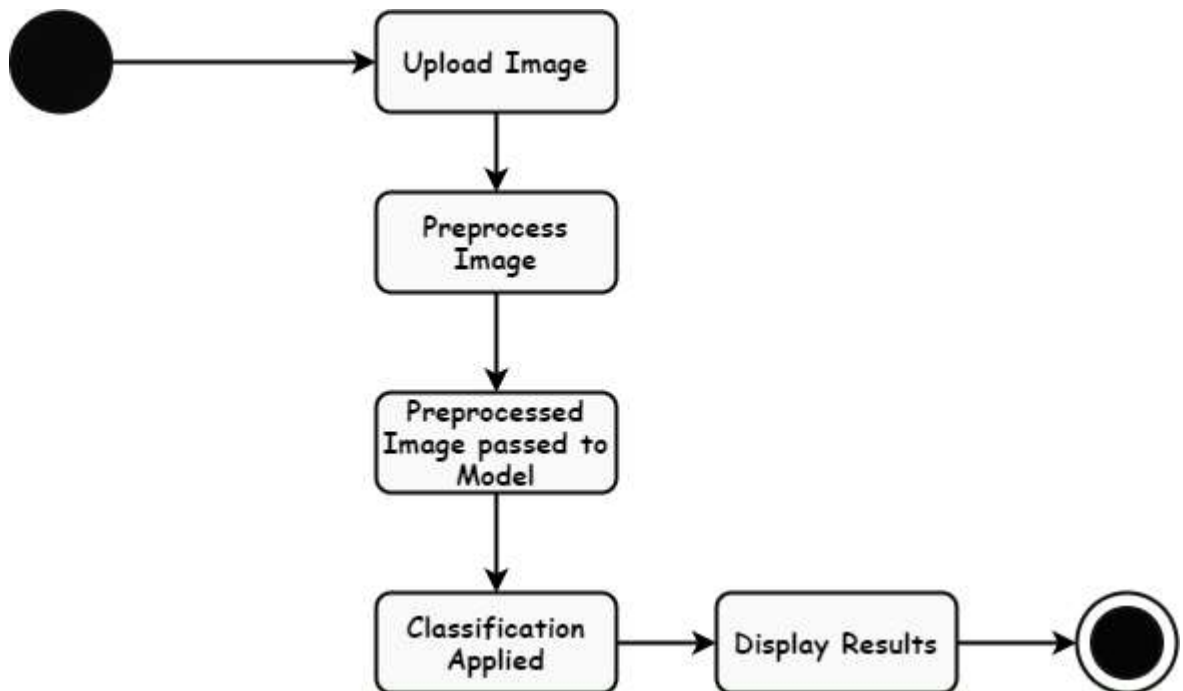 Upload Image
Preprocess
Image
Preprocessed
Image passed to
Model
Classification
Applied
Display Results